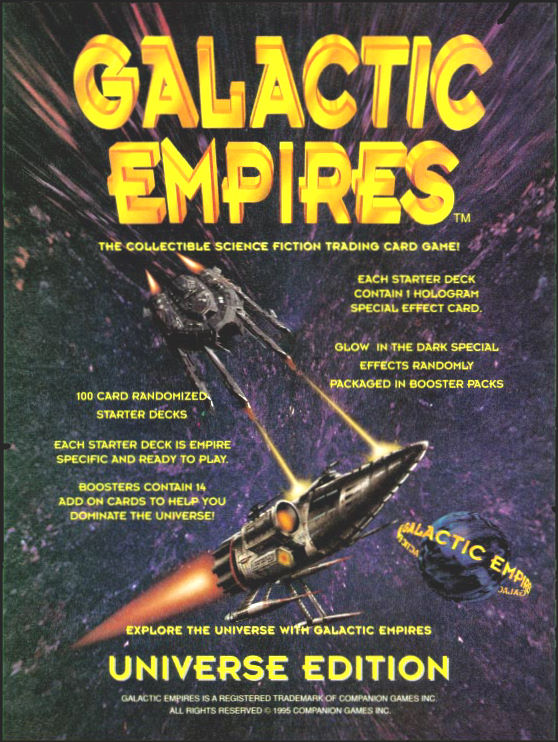 GALACTIC
EMPIRES™
THE COLLECTIBLE SCIENCE FICTION TRADING CARD GAME!
EACH STARTER DECK
CONTAIN 1 HOLOGRAM
SPECIAL EFFECT CARD.
GLOW IN THE DARK SPECIAL
EFFECTS RANDOMLY
PACKAGED IN BOOSTER PACKS
100 CARD RANDOMIZED
STARTER DECKS
EACH STARTER DECK IS EMPIRE
SPECIFIC AND READY TO PLAY.
BOOSTERS CONTAIN 14
ADD ON CARDS TO HELP YOU
DOMINATE THE UNIVERSE!
GALACTIC EMPIRE
EXPLORE THE UNIVERSE WITH GALACTIC EMPIRES
UNIVERSE EDITION
GALACTIC EMPIRES IS A REGISTERED TRADEMARK OF COMPANION GAMES INC.
ALL RIGHTS RESERVED © 1995 COMPANION GAMES INC.